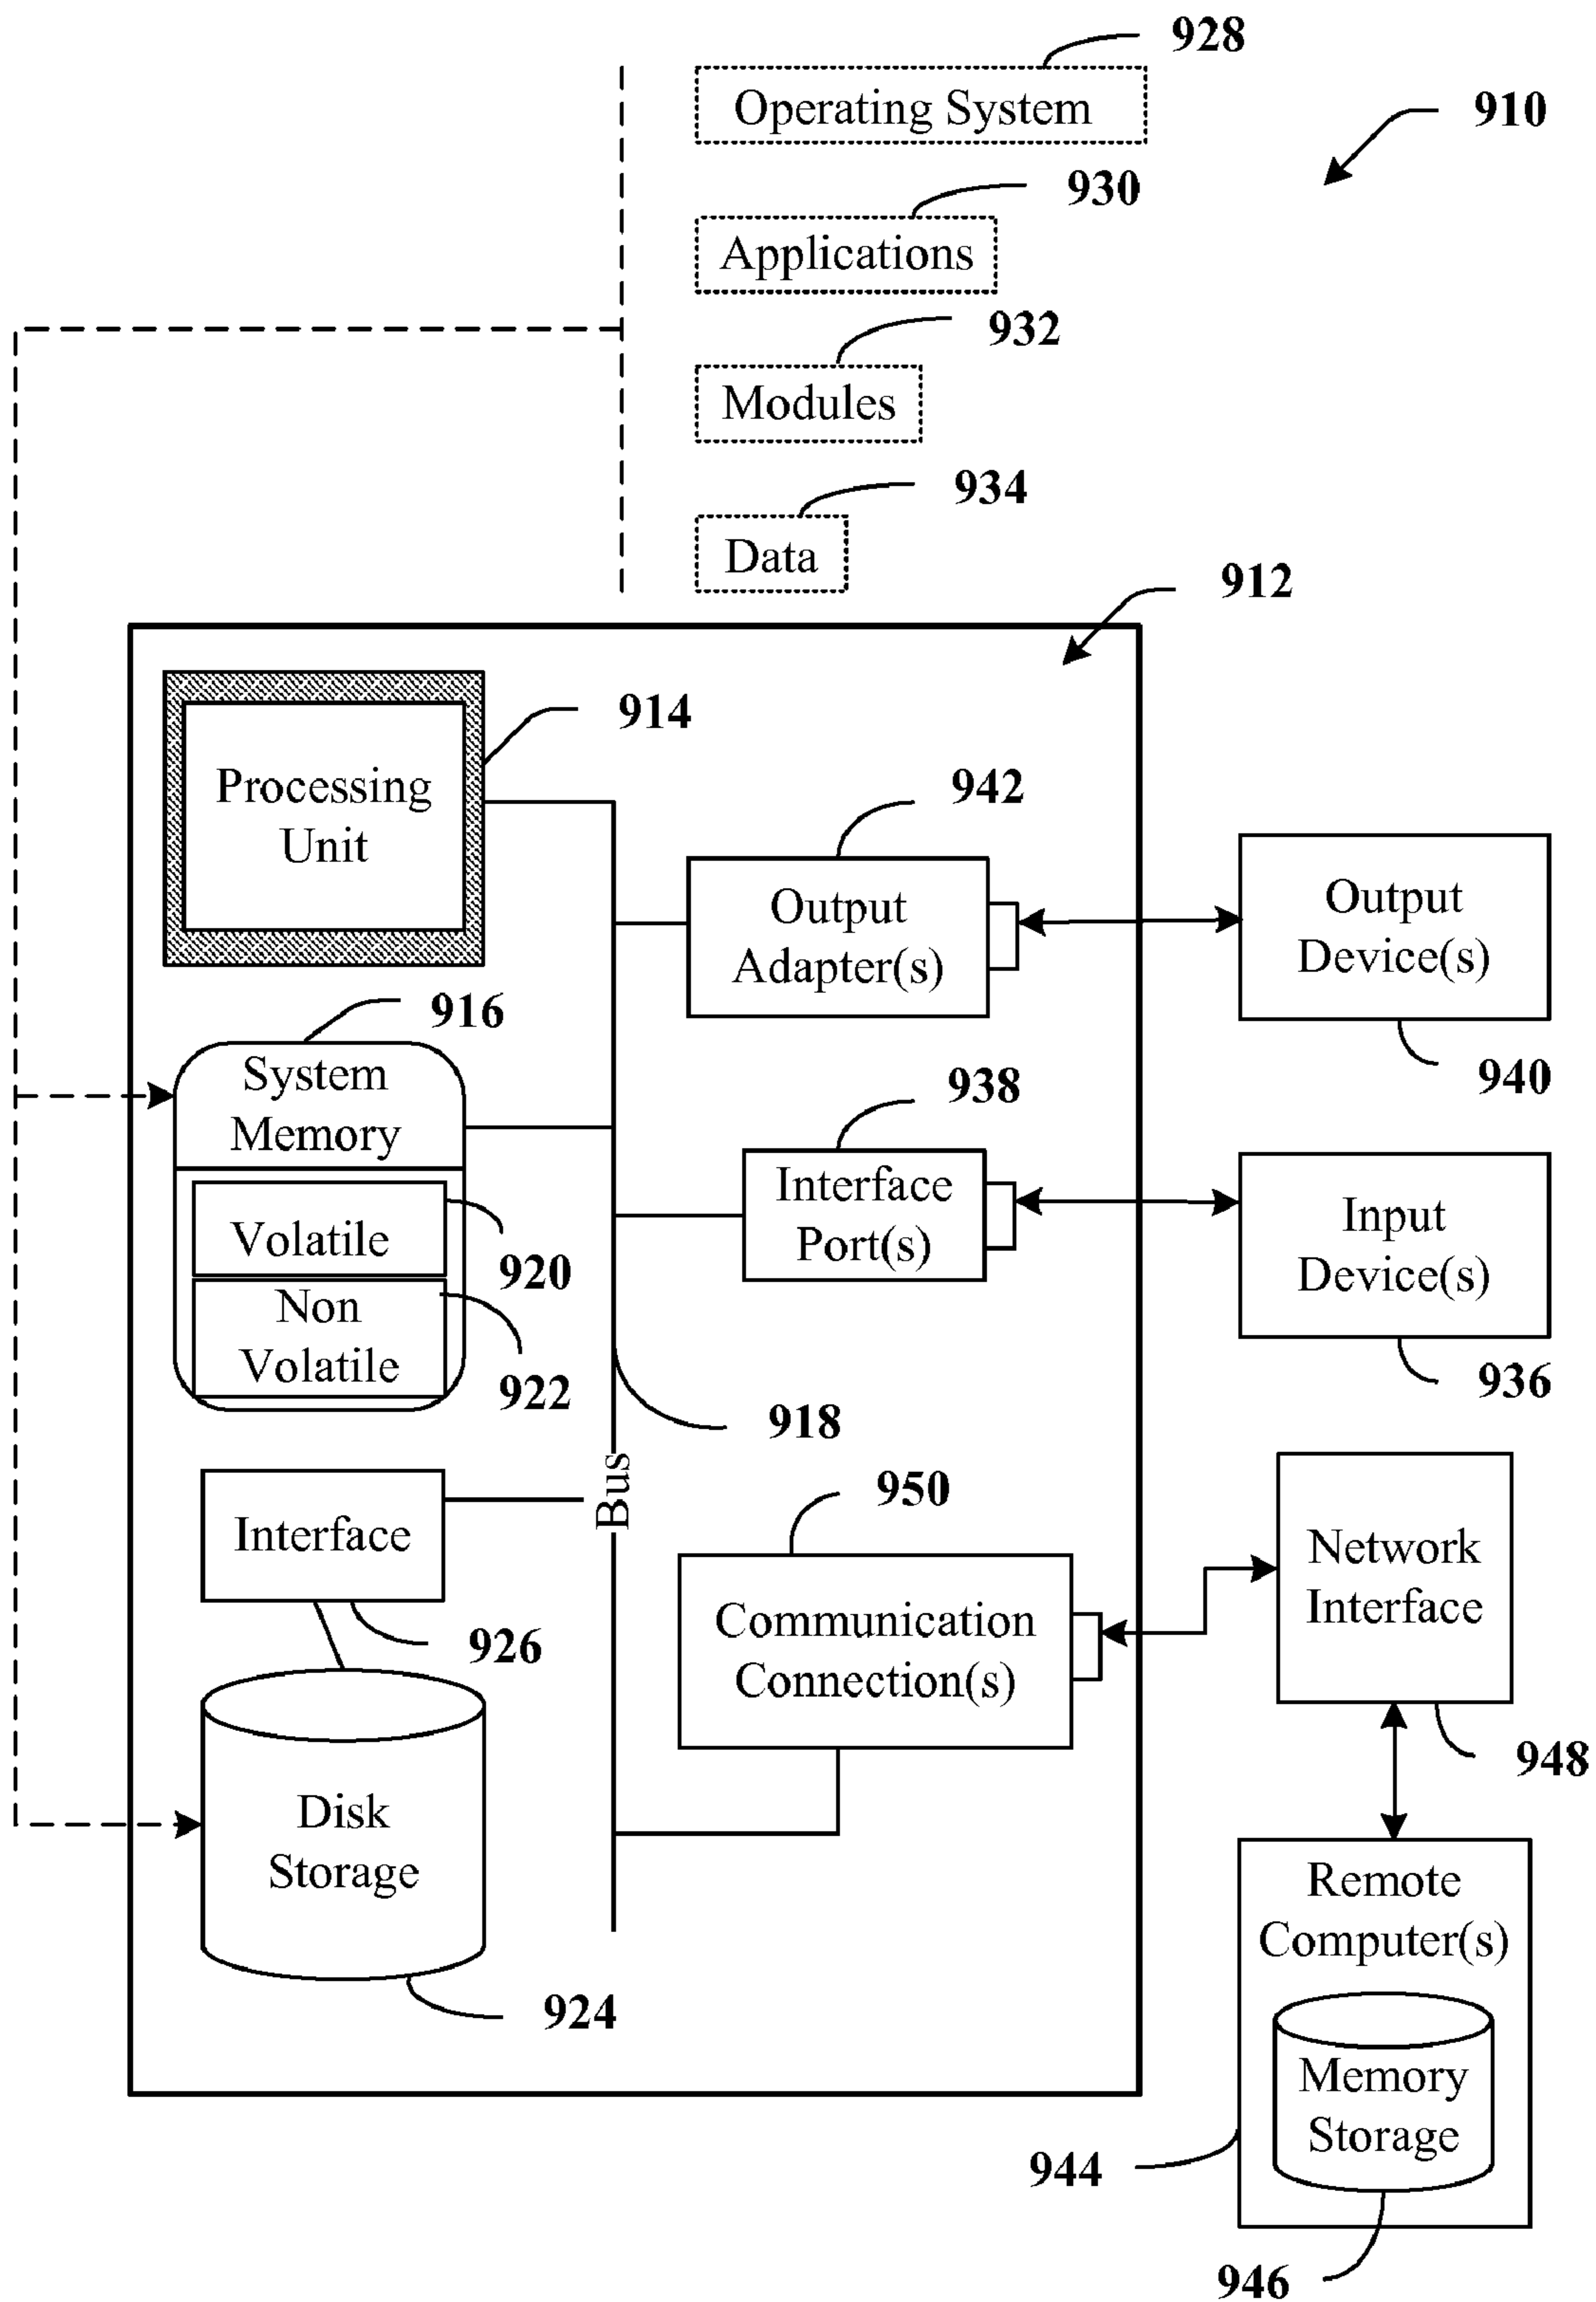 928
Operating System
910
930
Applications
932
Modules
934
Data
912
914
Processing
Unit
942
Output
Adapter(s)
Output
Device(s)
940
916
System
Memory
938
Interface
Port(s)
Input
Device(s)
936
Volatile
920
Non
Volatile
922
918
Bus
950
Interface
926
Communication
Connection(s)
Network
Interface
948
Disk
Storage
924
Remote
Computer(s)
Memory
Storage
944
946